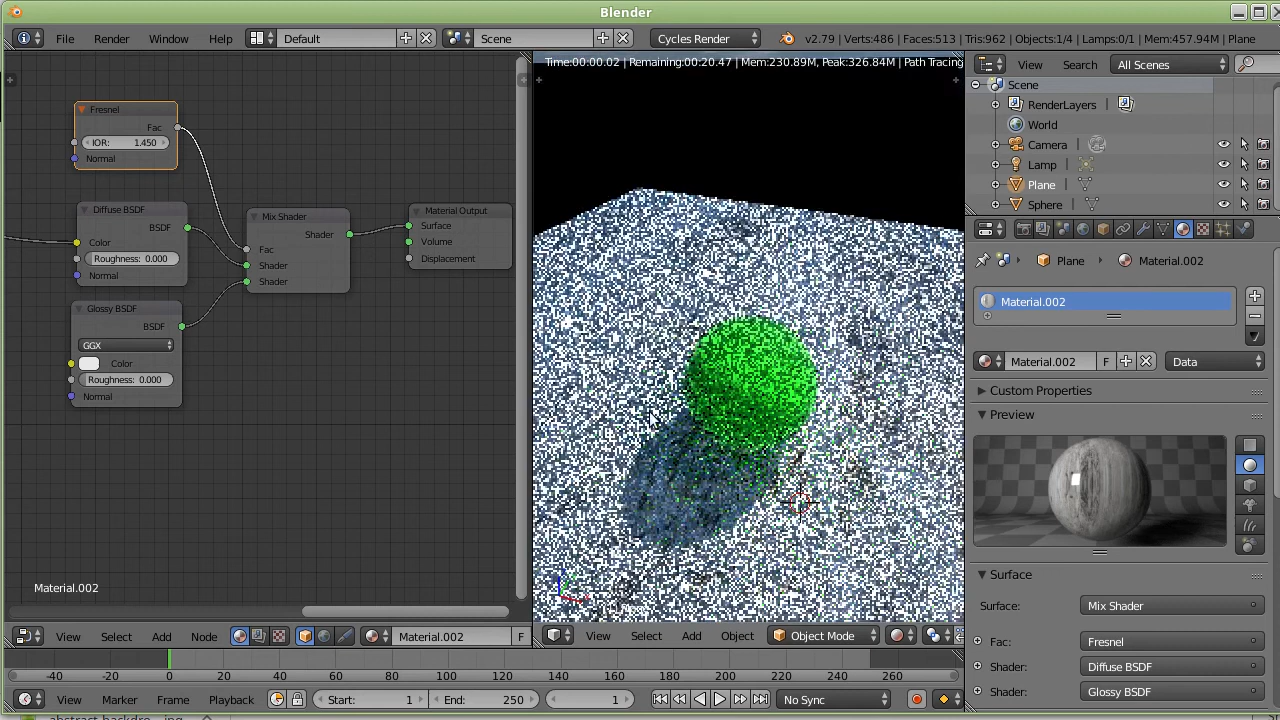 Blender
File Render Window Help Default Scene Cycles Render v2.79 | Verts:486 | Faces:513 | Tris:962 | Objects:1/4 | Lamps:0/1 | Mem:457.94M | Plane
Time:00:00.02 | Remaining:00:20.47 | Mem:230.89M, Peak:326.84M | Path Tracing
View Search All Scenes
Scene
RenderLayers
World
Camera
Lamp
Plane
Sphere
Fresnel
Fac
IOR: 1.450
Normal
Diffuse BSDF
BSDF
Color
Roughness: 0.000
Normal
Glossy BSDF
BSDF
GGX
Color
Roughness: 0.000
Normal
Mix Shader
Shader
Fac
Shader
Shader
Material Output
Surface
Volume
Displacement
Material.002
Plane Material.002
Material.002
Material.002 F Data
Custom Properties
Preview
Surface
Surface: Mix Shader
Fac: Fresnel
Shader: Diffuse BSDF
Shader: Glossy BSDF
View Select Add Node Material.002 F
View Select Add Object Object Mode
-40 -20 0 20 40 60 80 100 120 140 160 180 200 220 240 260
View Marker Frame Playback Start: 1 End: 250 1 No Sync